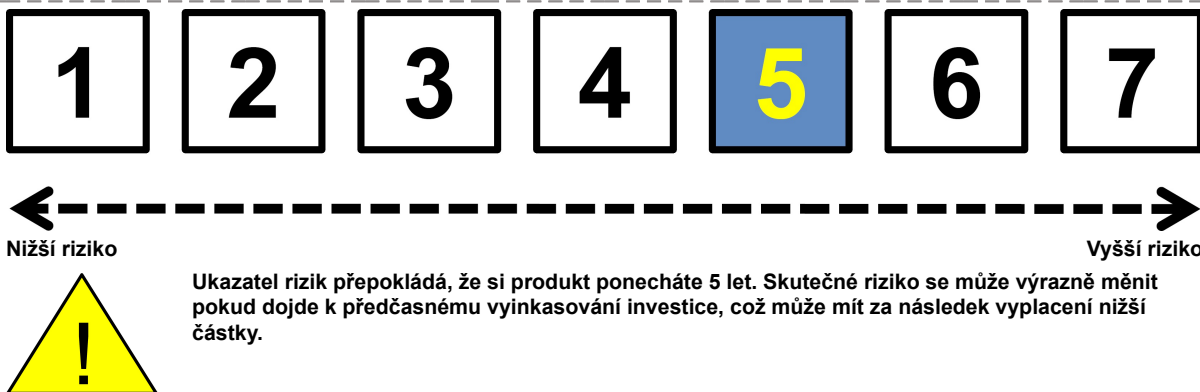 1 2 3 4 5 6 7
Nižší riziko Vyšší riziko
Ukazatel rizik přepokládá, že si produkt ponecháte 5 let. Skutečné riziko se může výrazně měnit
pokud dojde k předčasnému vyinkasování investice, což může mít za následek vyplacení nižší
částky.
!